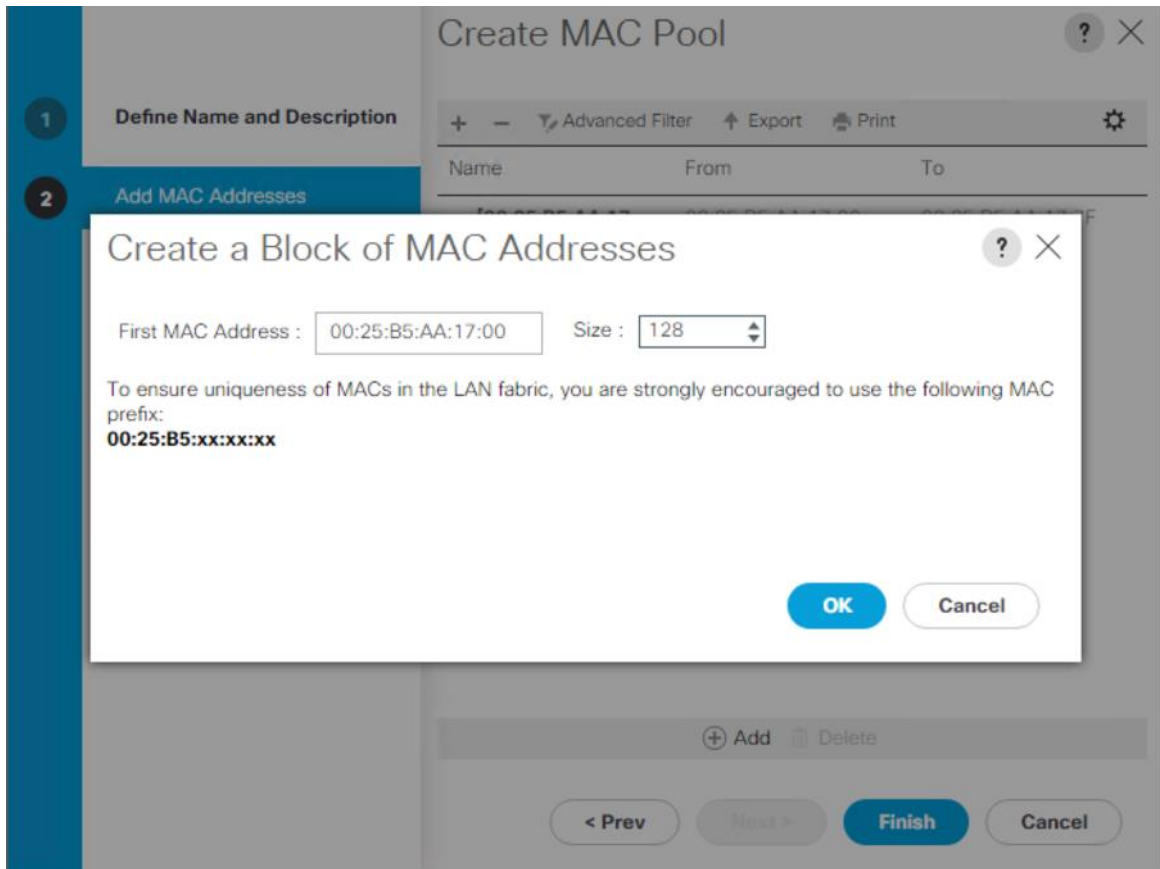 Create MAC Pool
?
1
Define Name and Description
+ − Advanced Filter Export Print
Name From To
2
Add MAC Addresses
Create a Block of MAC Addresses
?
First MAC Address : 00:25:B5:AA:17:00 Size : 128
To ensure uniqueness of MACs in the LAN fabric, you are strongly encouraged to use the following MAC
prefix:
00:25:B5:xx:xx:xx
OK Cancel
Add Delete
< Prev Next > Finish Cancel